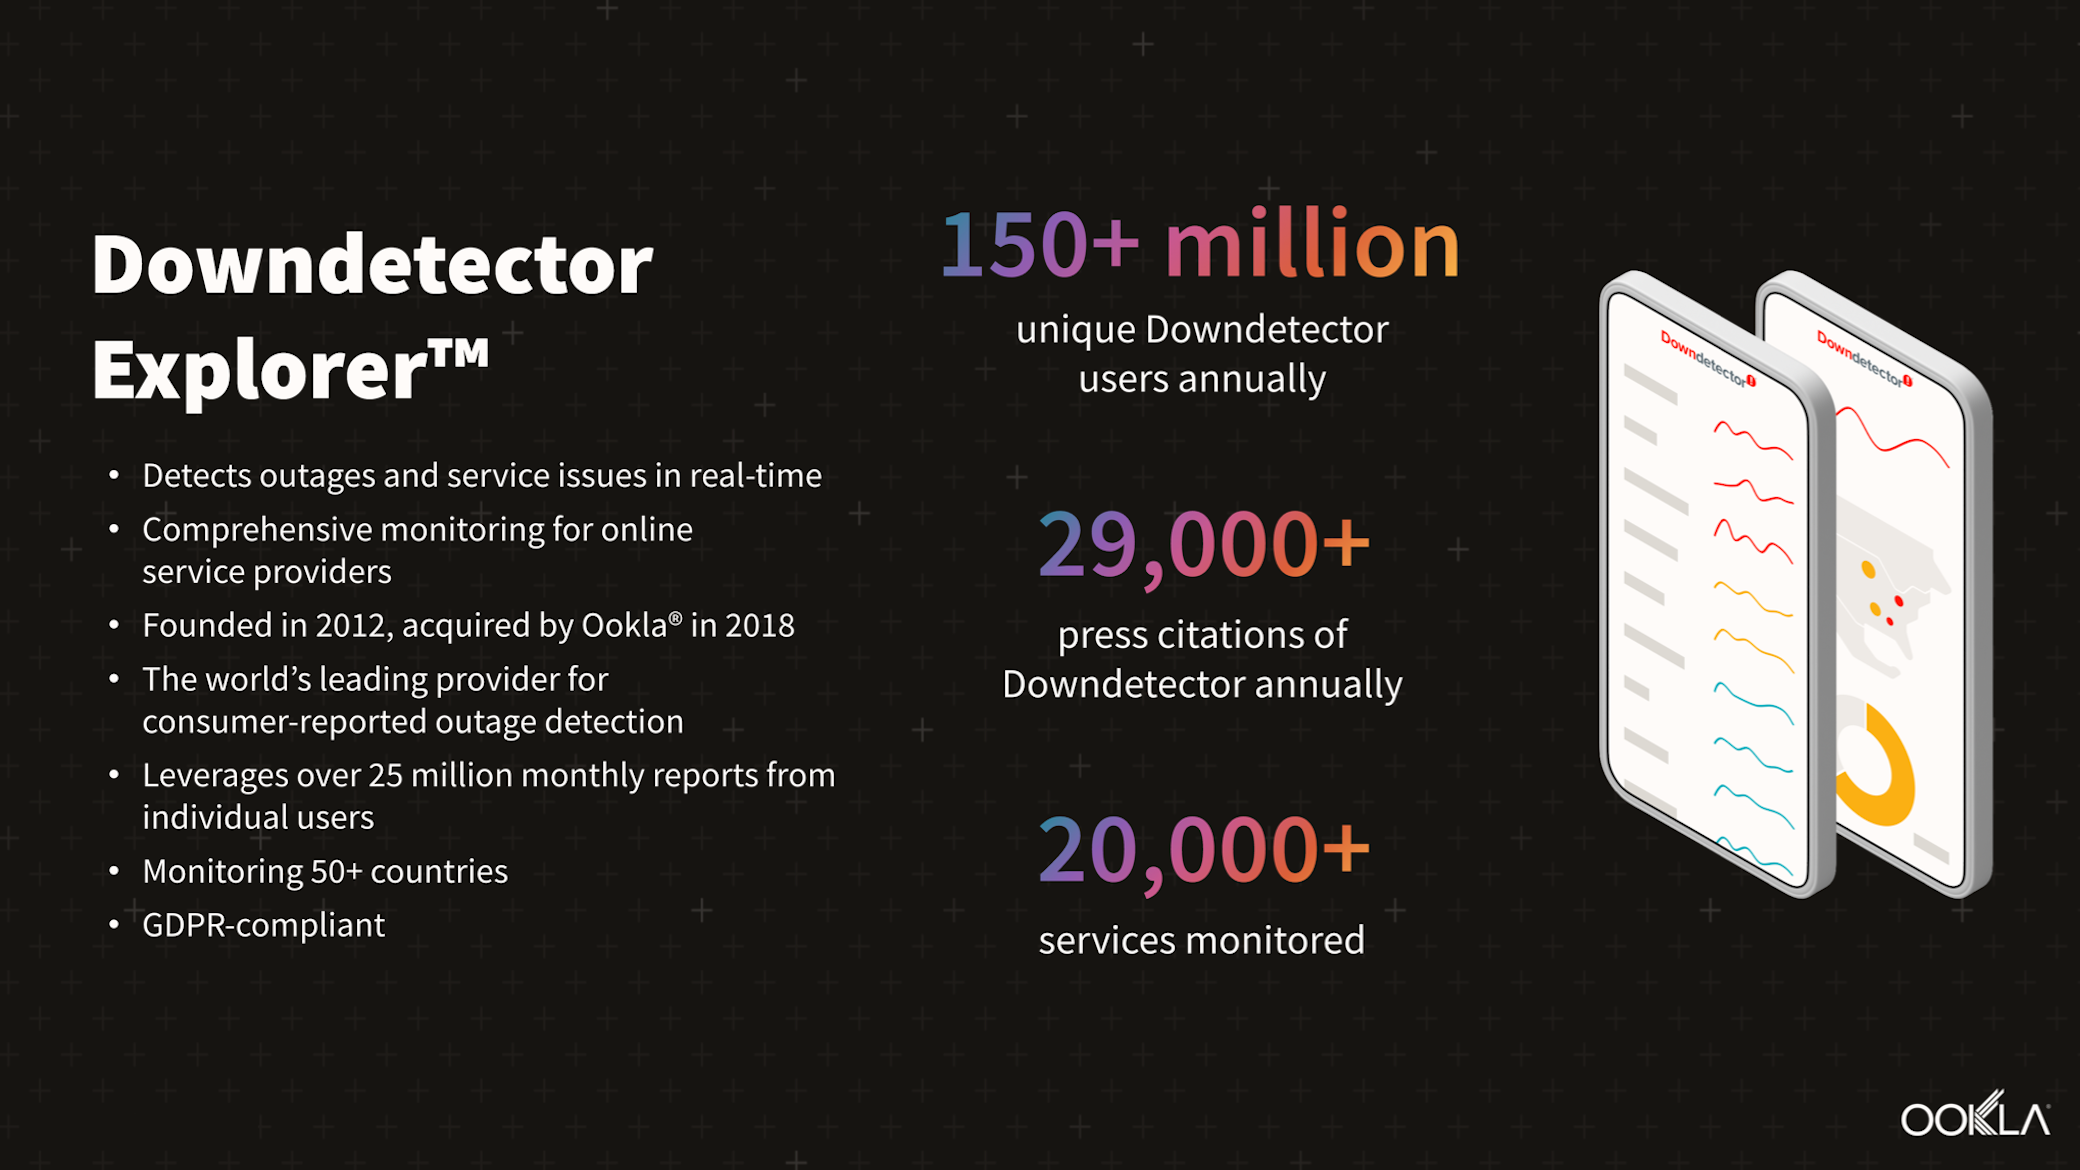 Downdetector
Explorer™
• Detects outages and service issues in real-time
• Comprehensive monitoring for online
service providers
• Founded in 2012, acquired by Ookla® in 2018
• The world’s leading provider for
consumer-reported outage detection
• Leverages over 25 million monthly reports from
individual users
• Monitoring 50+ countries
• GDPR-compliant
150+ million
unique Downdetector
users annually
29,000+
press citations of
Downdetector annually
20,000+
services monitored
Downdetector
Downdetector
OOKLA